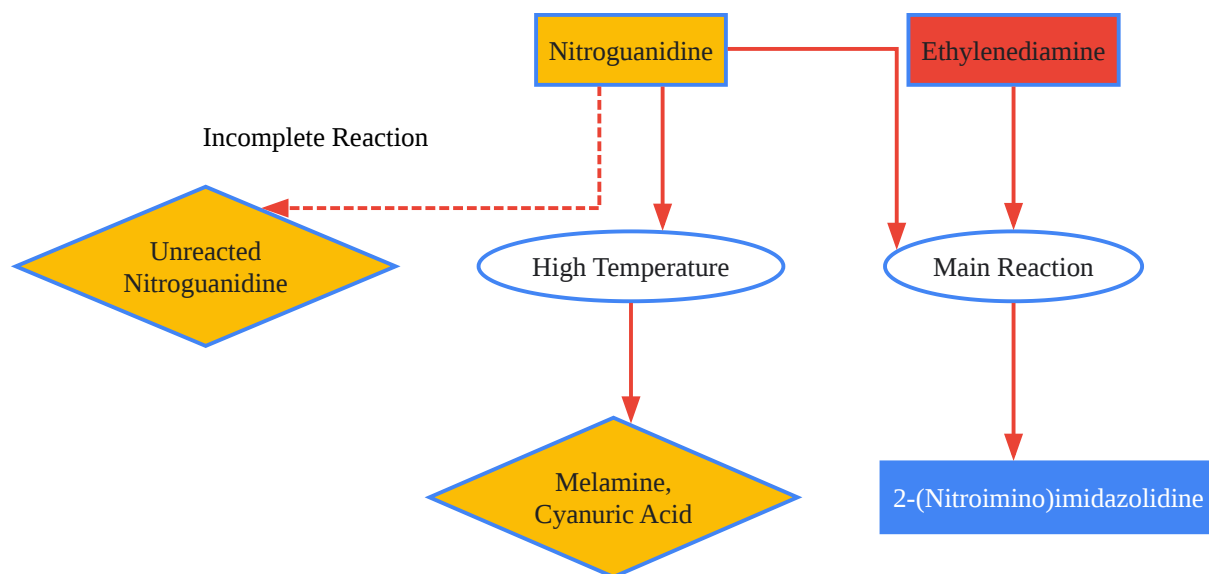 Nitroguanidine
Ethylenediamine
Incomplete Reaction
Unreacted
Nitroguanidine
High Temperature
Main Reaction
Melamine,
Cyanuric Acid
2-(Nitroimino)imidazolidine